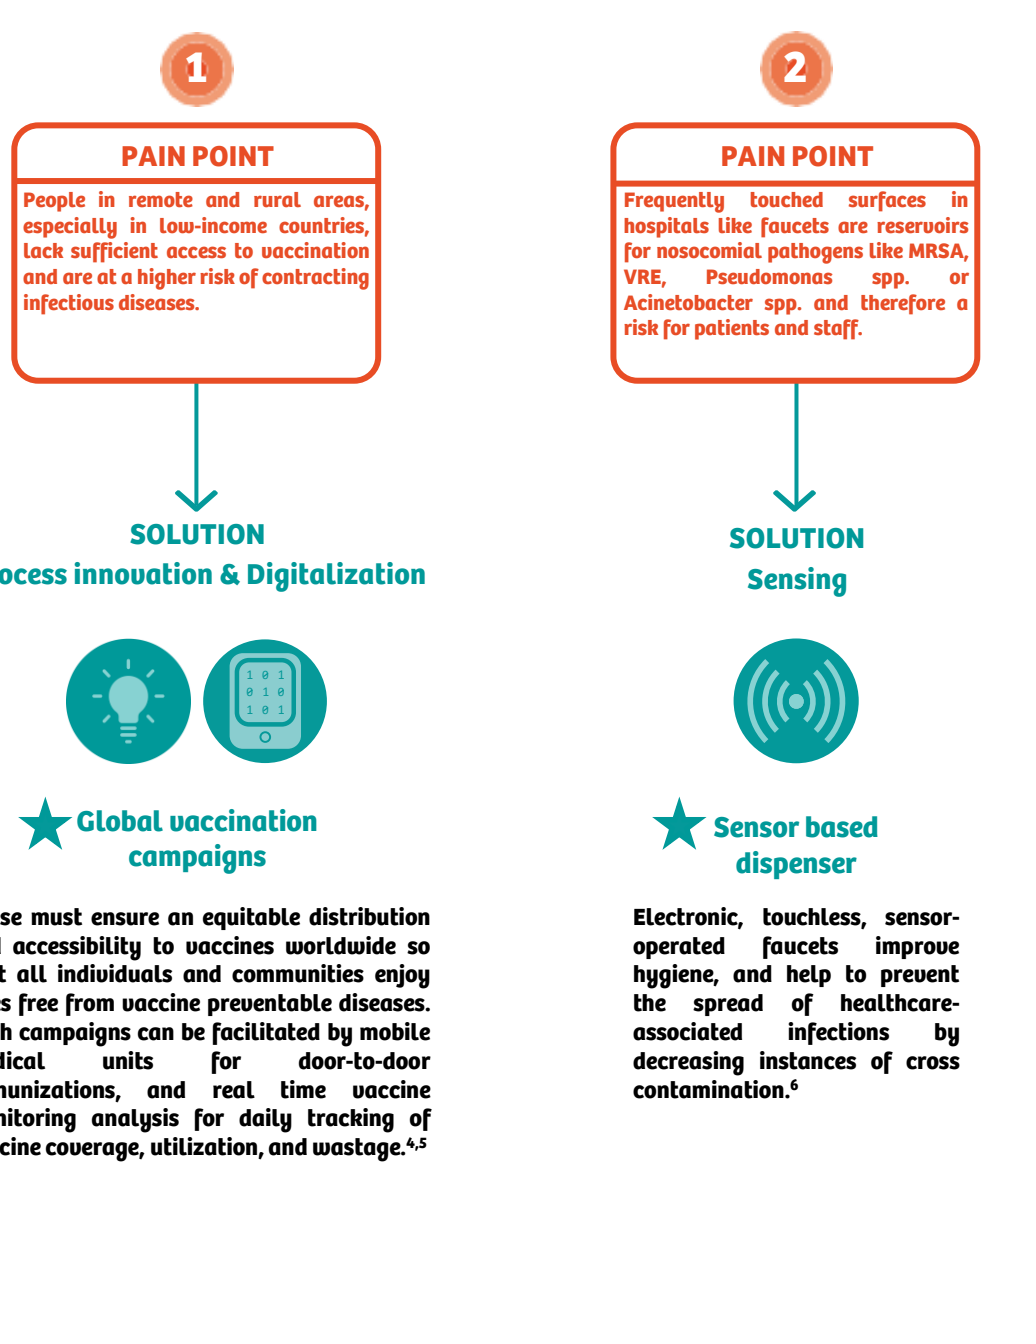 1
PAIN POINT
People in remote and rural areas,
especially in low-income countries,
lack sufficient access to vaccination
and are at a higher risk of contracting
infectious diseases.
SOLUTION
ocess innovation & Digitalization
1 0 1
0 1 0
1 0 1
Global vaccination
campaigns
se must ensure an equitable distribution
accessibility to vaccines worldwide so
t all individuals and communities enjoy
es free from vaccine preventable diseases.
h campaigns can be facilitated by mobile
dical units for door-to-door
munizations, and real time vaccine
nitoring analysis for daily tracking of
cine coverage, utilization, and wastage.4,5
2
PAIN POINT
Frequently touched surfaces in
hospitals like faucets are reservoirs
for nosocomial pathogens like MRSA,
VRE, Pseudomonas spp. or
Acinetobacter spp. and therefore a
risk for patients and staff.
SOLUTION
Sensing
Sensor based
dispenser
Electronic, touchless, sensor-
operated faucets improve
hygiene, and help to prevent
the spread of healthcare-
associated infections by
decreasing instances of cross
contamination.6